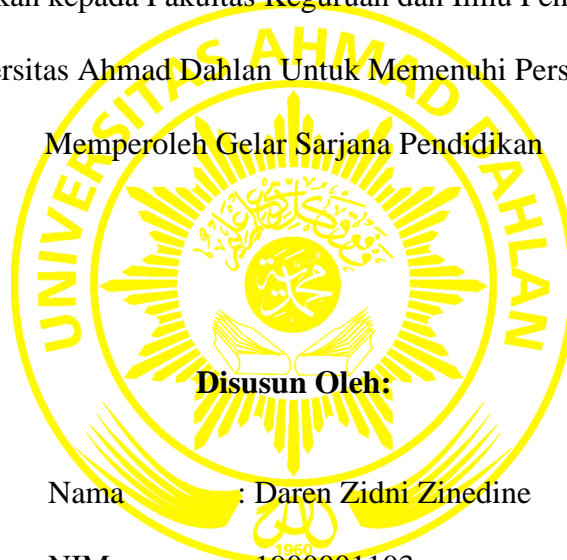 kan kepada Fakultas Keguruan dan Ilmu Pen
ersitas Ahmad Dahlan Untuk Memenuhi Pers
Memperoleh Gelar Sarjana Pendidikan
UNIVERSITAS AHMAD DAHLAN
Disusun Oleh:
Nama : Daren Zidni Zinedine
1960